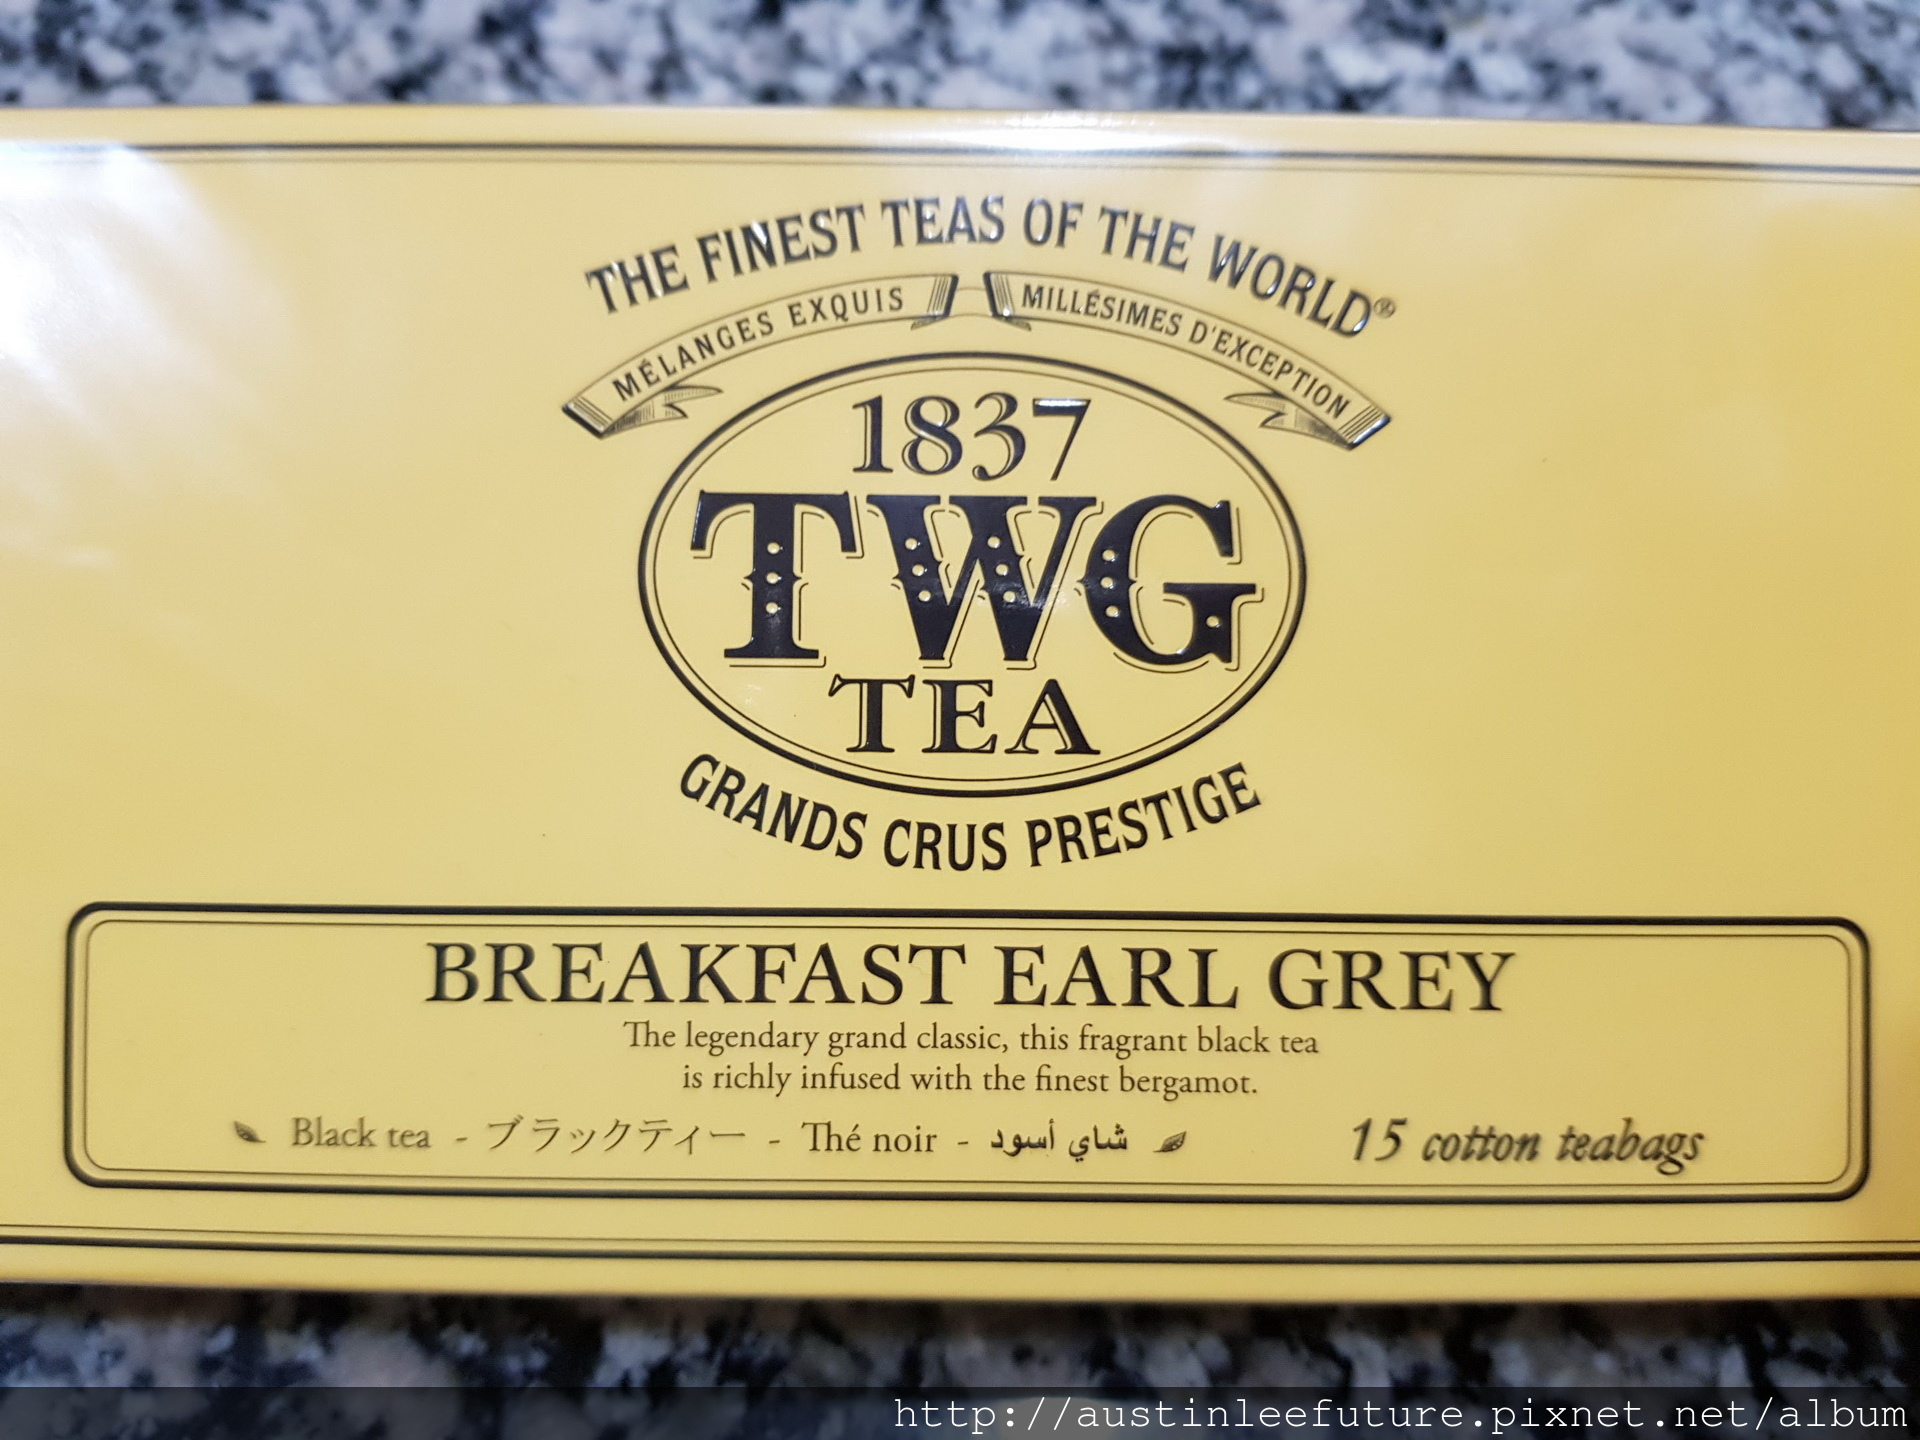 THE FINEST TEAS OF THE WORLD®
MÉLANGES EXQUIS MILLÉSIMES D'EXCEPTION
1837
TWG
TEA
GRANDS CRUS PRESTIGE
BREAKFAST EARL GREY
The legendary grand classic, this fragrant black tea
is richly infused with the finest bergamot.
Black tea - ブラックティー - Thé noir - شاي أسود 15 cotton teabags
http://austinleefuture.pixnet.net/album